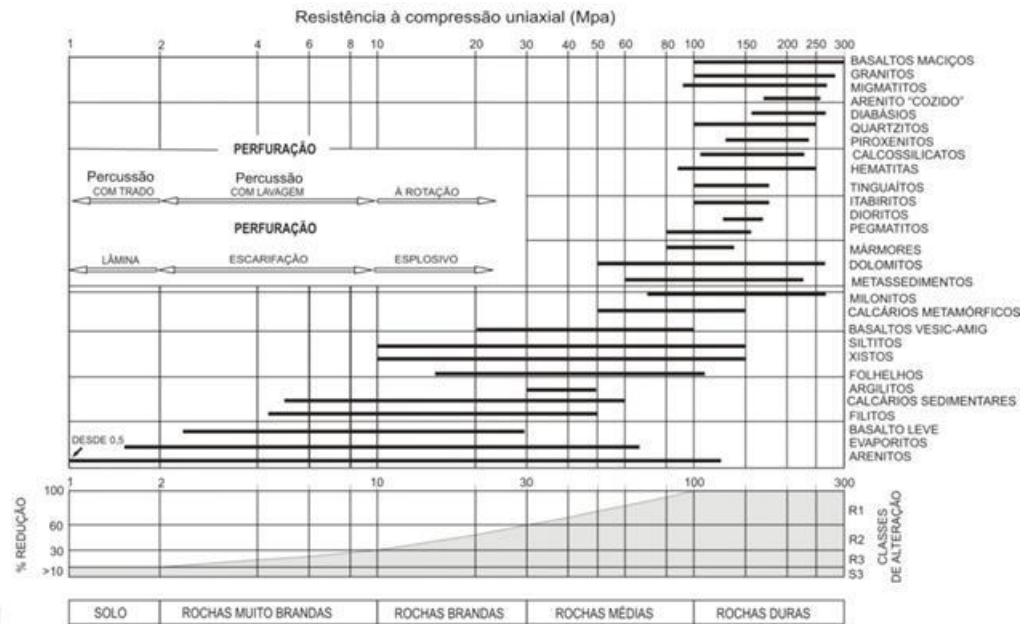 Resistência à compressão uniaxial (Mpa)
1 2 4 6 8 10 20 30 40 50 60 80 100 150 200 250 300
BASALTOS MACIÇOS
GRANITOS
MIGMATITOS
ARENITO “COZIDO”
DIABÁSIOS
QUARTZITOS
PIROXENITOS
CALCOSSILICATOS
HEMATITAS
TINGUAÍTOS
ITABIRITOS
DIORITOS
PEGMATITOS
MÁRMORES
DOLOMITOS
METASSEDIMENTOS
MILONITOS
CALCÁRIOS METAMÓRFICOS
BASALTOS VESIC-AMIG
SILTITOS
XISTOS
FOLHELHOS
ARGILITOS
CALCÁRIOS SEDIMENTARES
FILITOS
BASALTO LEVE
EVAPORITOS
ARENITOS
PERFURAÇÃO
Percussão Percussão
COM TRADO COM LAVAGEM À ROTAÇÃO
PERFURAÇÃO
LÂMINA ESCARIFAÇÃO EXPLOSIVO
DESDE 0,5
1 2 10 30 100 300
% REDUÇÃO
100
60
30
>10
R1
R2
R3
S3
CLASSES
DE ALTERAÇÃO
SOLO ROCHAS MUITO BRANDAS ROCHAS BRANDAS ROCHAS MÉDIAS ROCHAS DURAS